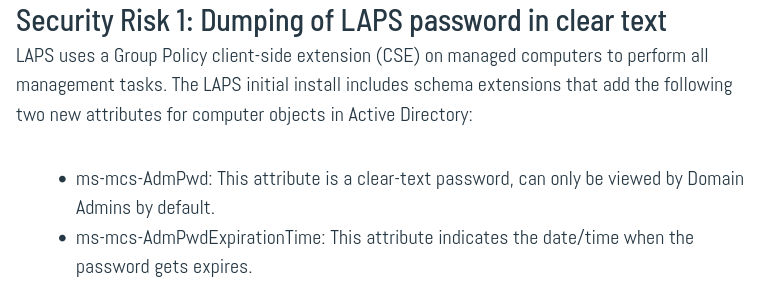 Security Risk 1: Dumping of LAPS password in clear text
LAPS uses a Group Policy client-side extension (CSE) on managed computers to perform all
management tasks. The LAPS initial install includes schema extensions that add the following
two new attributes for computer objects in Active Directory:
• ms-mcs-AdmPwd: This attribute is a clear-text password, can only be viewed by Domain
Admins by default.
• ms-mcs-AdmPwdExpirationTime: This attribute indicates the date/time when the
password gets expires.